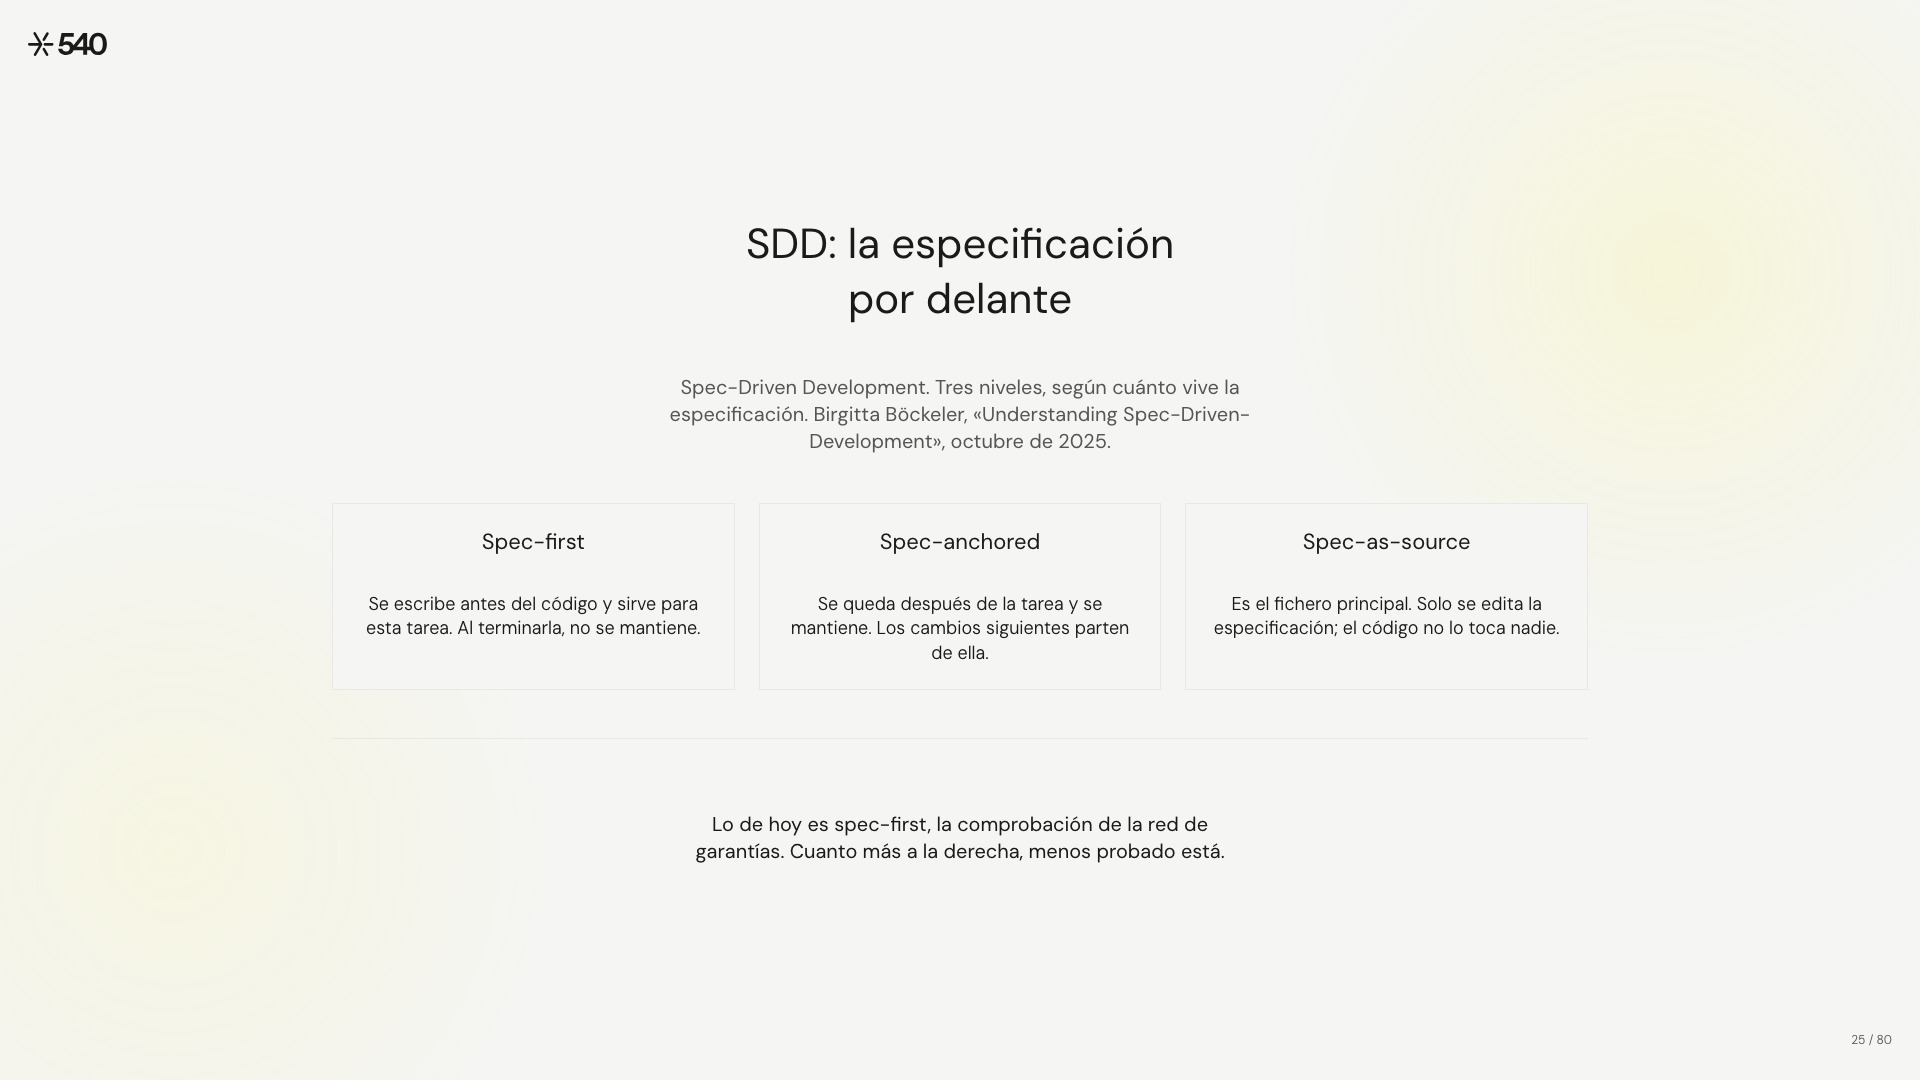 540
SDD: la especificación
por delante
Spec-Driven Development. Tres niveles, según cuánto vive la
especificación. Birgitta Böckeler, «Understanding Spec-Driven-
Development», octubre de 2025.
Spec-first
Se escribe antes del código y sirve para
esta tarea. Al terminarla, no se mantiene.
Spec-anchored
Se queda después de la tarea y se
mantiene. Los cambios siguientes parten
de ella.
Spec-as-source
Es el fichero principal. Solo se edita la
especificación; el código no lo toca nadie.
Lo de hoy es spec-first, la comprobación de la red de
garantías. Cuanto más a la derecha, menos probado está.
25 / 80